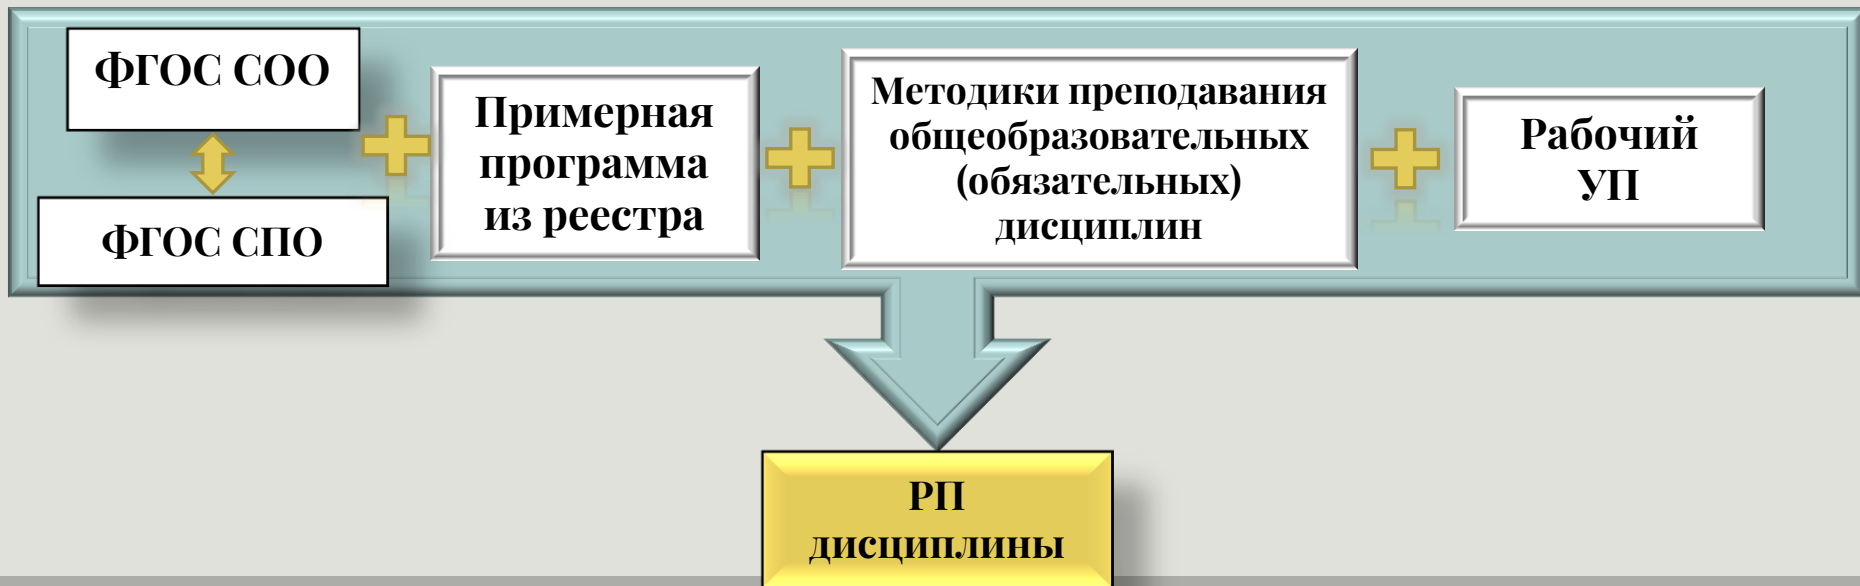 ФГОС СОО
ФГОС СПО
Примерная
программа
из реестра
Методики преподавания
общеобразовательных
(обязательных)
дисциплин
Рабочий
УП
РП
дисциплины